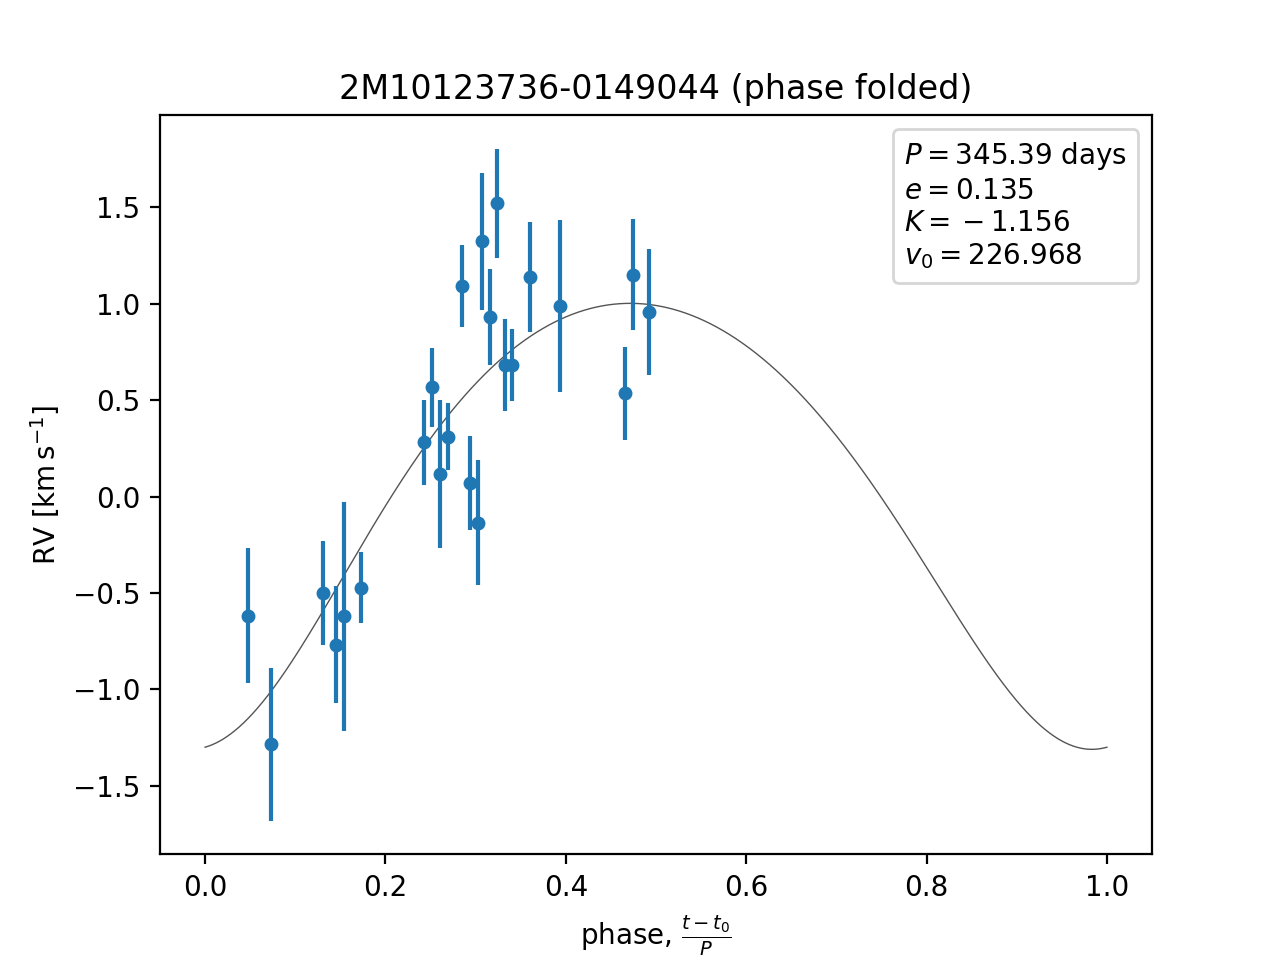 2M10123736-0149044 (phase folded)
P = 345.39 days
e = 0.135
K = −1.156
v₀ = 226.968
RV [km s⁻¹]
1.5
1.0
0.5
0.0
−0.5
−1.0
−1.5
0.0 0.2 0.4 0.6 0.8 1.0
phase, (t − t₀)/P